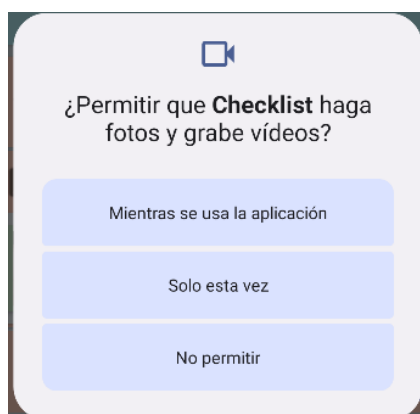 ¿Permitir que Checklist haga
fotos y grabe vídeos?
Mientras se usa la aplicación
Solo esta vez
No permitir